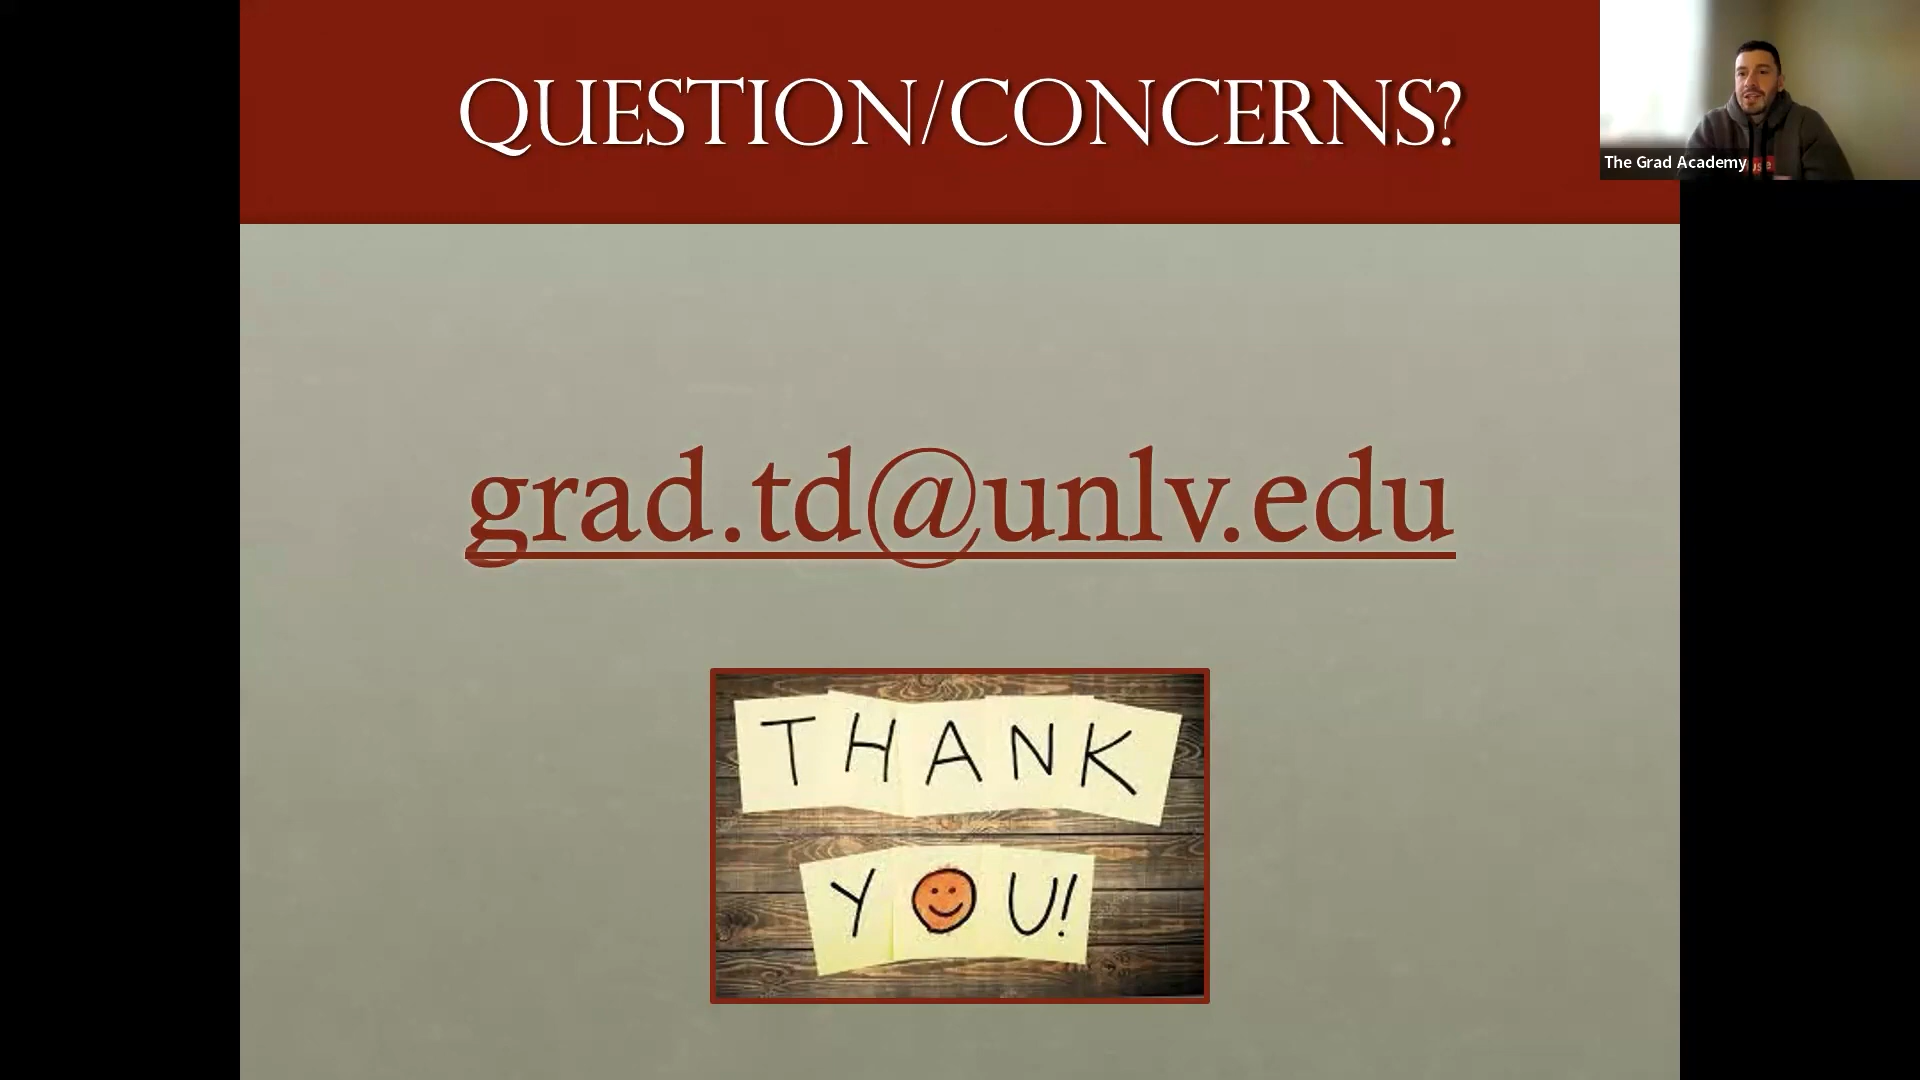 QUESTION/CONCERNS?
The Grad Academy
grad.td@unlv.edu
THANK
YOU!